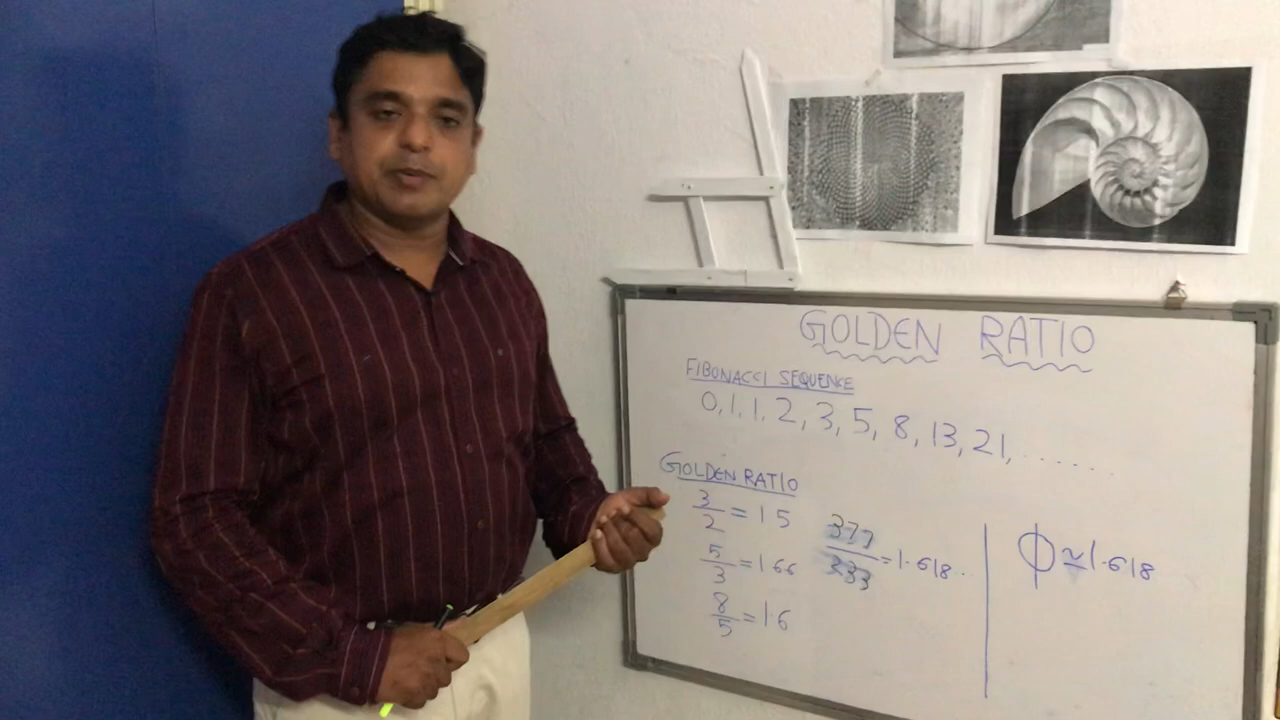 GOLDEN RATIO
FIBONACCI SEQUENCE
0, 1, 1, 2, 3, 5, 8, 13, 21, .......
GOLDEN RATIO
3/2 = 1.5
5/3 = 1.66
8/5 = 1.6
377/233 = 1.618..
ϕ ≃ 1.618